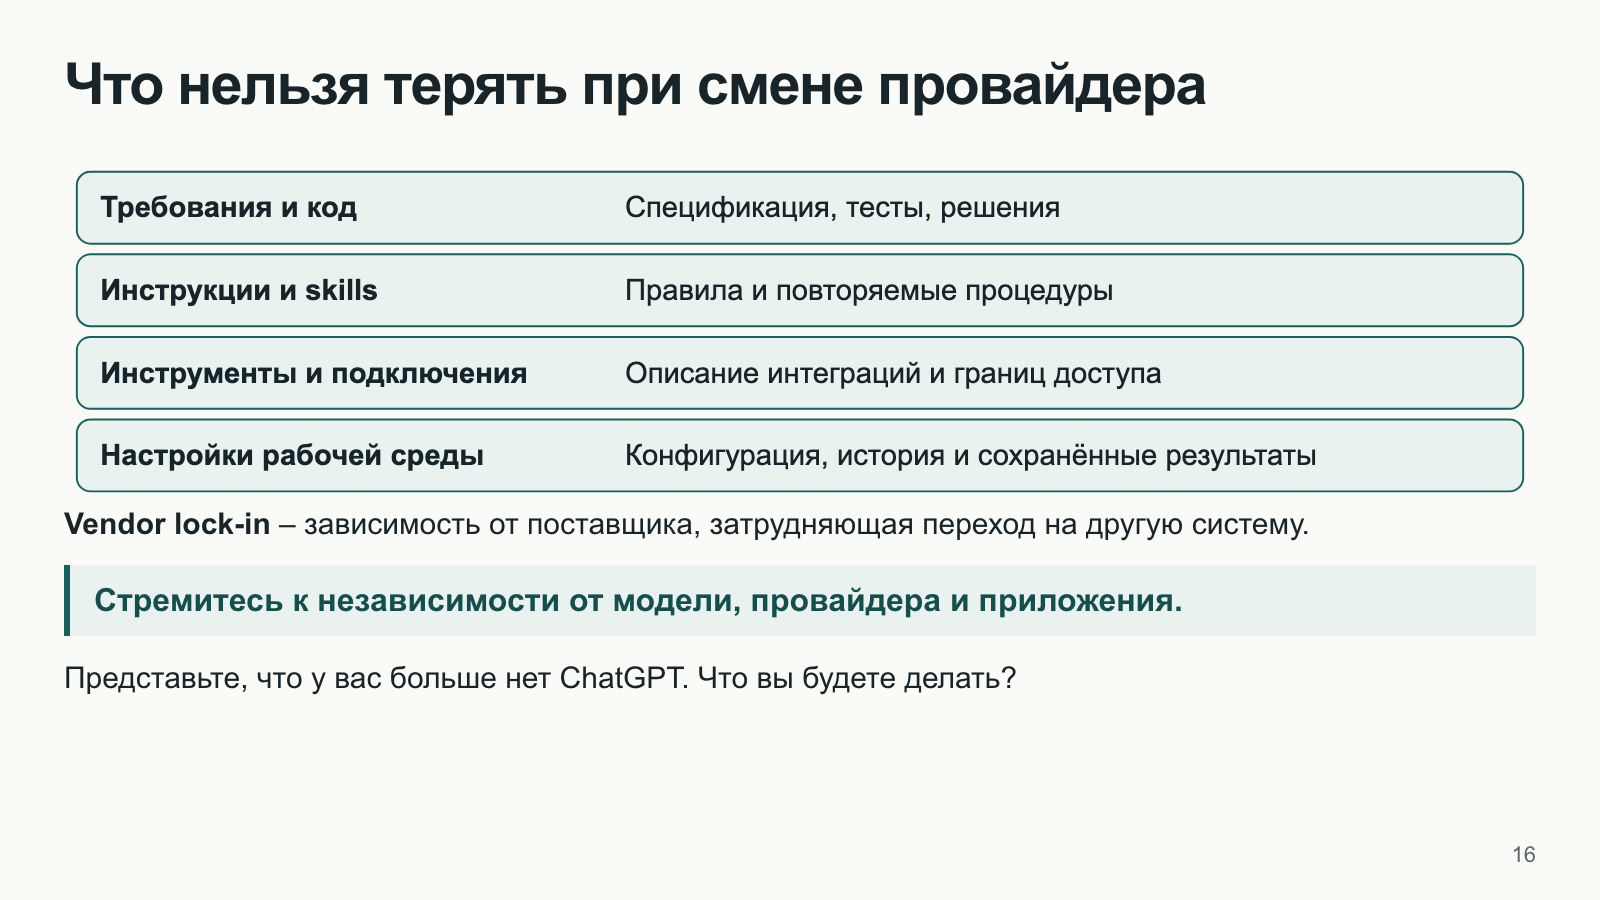 Что нельзя терять при смене провайдера
Требования и код Спецификация, тесты, решения
Инструкции и skills Правила и повторяемые процедуры
Инструменты и подключения Описание интеграций и границ доступа
Настройки рабочей среды Конфигурация, история и сохранённые результаты
Vendor lock-in – зависимость от поставщика, затрудняющая переход на другую систему.
Стремитесь к независимости от модели, провайдера и приложения.
Представьте, что у вас больше нет ChatGPT. Что вы будете делать?
16